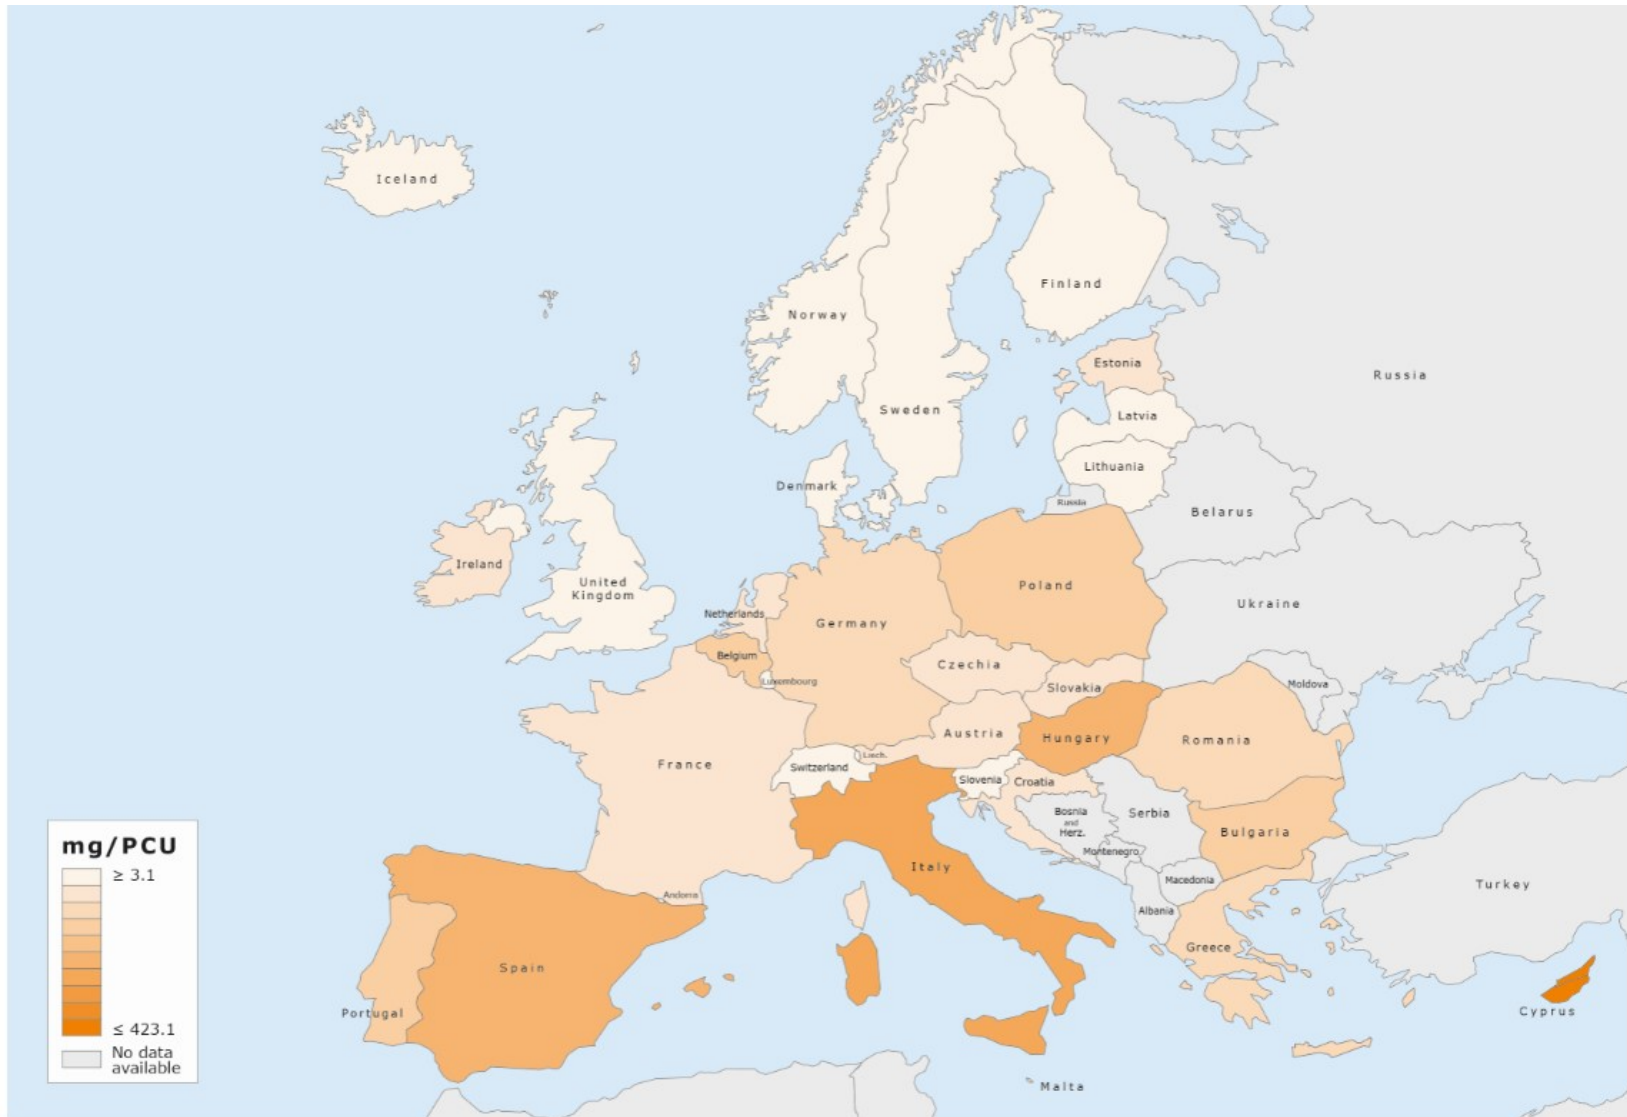 Iceland
Finland
Norway
Estonia
Russia
Sweden
Latvia
Lithuania
Denmark
Russia
Belarus
Ireland
United
Kingdom
Poland
Ukraine
Netherlands
Germany
Belgium
Czechia
Luxembourg
Slovakia
Moldova
Austria
Hungary
Romania
France
Switzerland
Liech.
Slovenia
Croatia
Bosnia
and
Herz.
Serbia
Bulgaria
Montenegro
Italy
Macedonia
Andorra
Albania
Turkey
Greece
Spain
Portugal
Cyprus
Malta
mg/PCU
≥ 3.1
≤ 423.1
No data
available